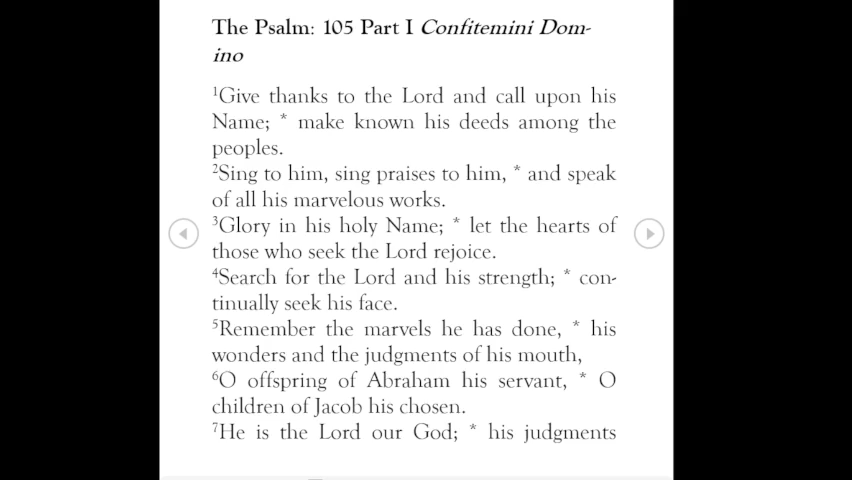 The Psalm: 105 Part I Confitemini Dom-
ino
¹Give thanks to the Lord and call upon his
Name; * make known his deeds among the
peoples.
²Sing to him, sing praises to him, * and speak
of all his marvelous works.
³Glory in his holy Name; * let the hearts of
those who seek the Lord rejoice.
⁴Search for the Lord and his strength; * con-
tinually seek his face.
⁵Remember the marvels he has done, * his
wonders and the judgments of his mouth,
⁶O offspring of Abraham his servant, * O
children of Jacob his chosen.
⁷He is the Lord our God; * his judgments